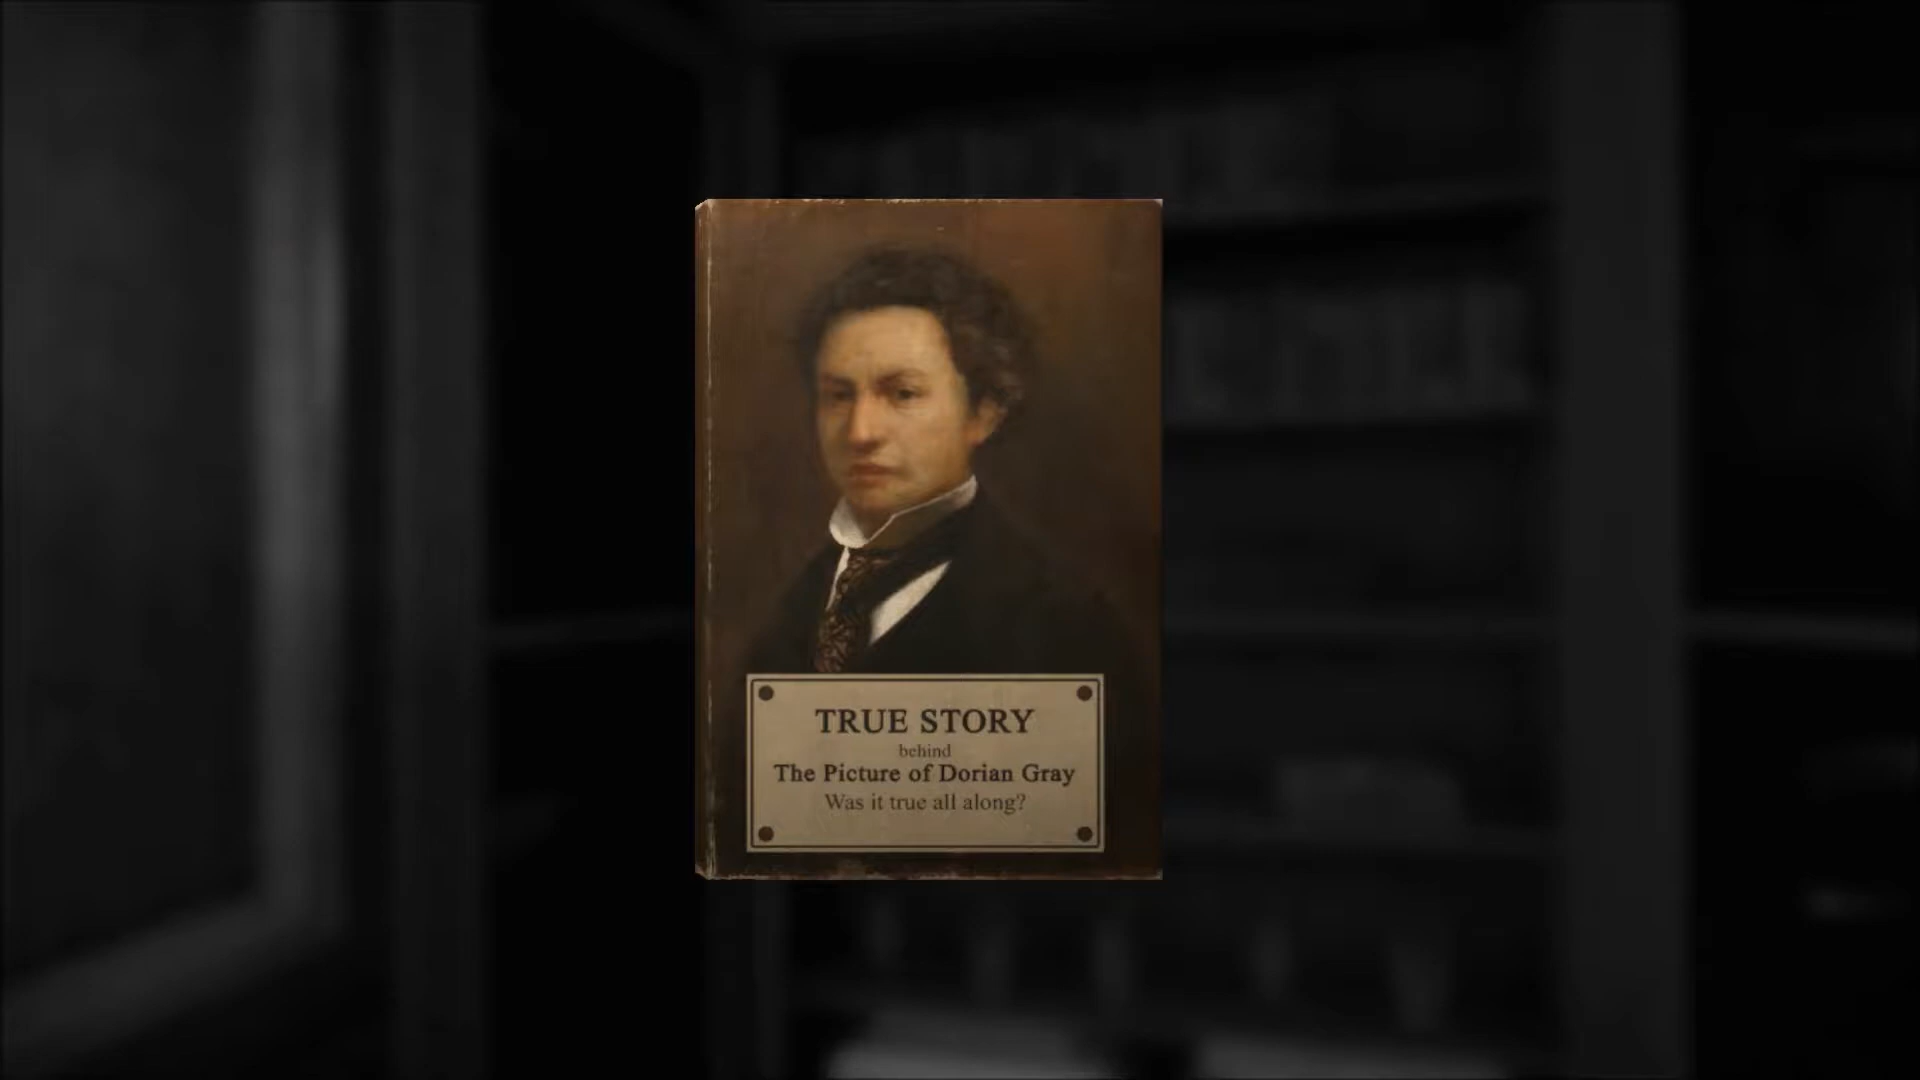 TRUE STORY
behind
The Picture of Dorian Gray
Was it true all along?